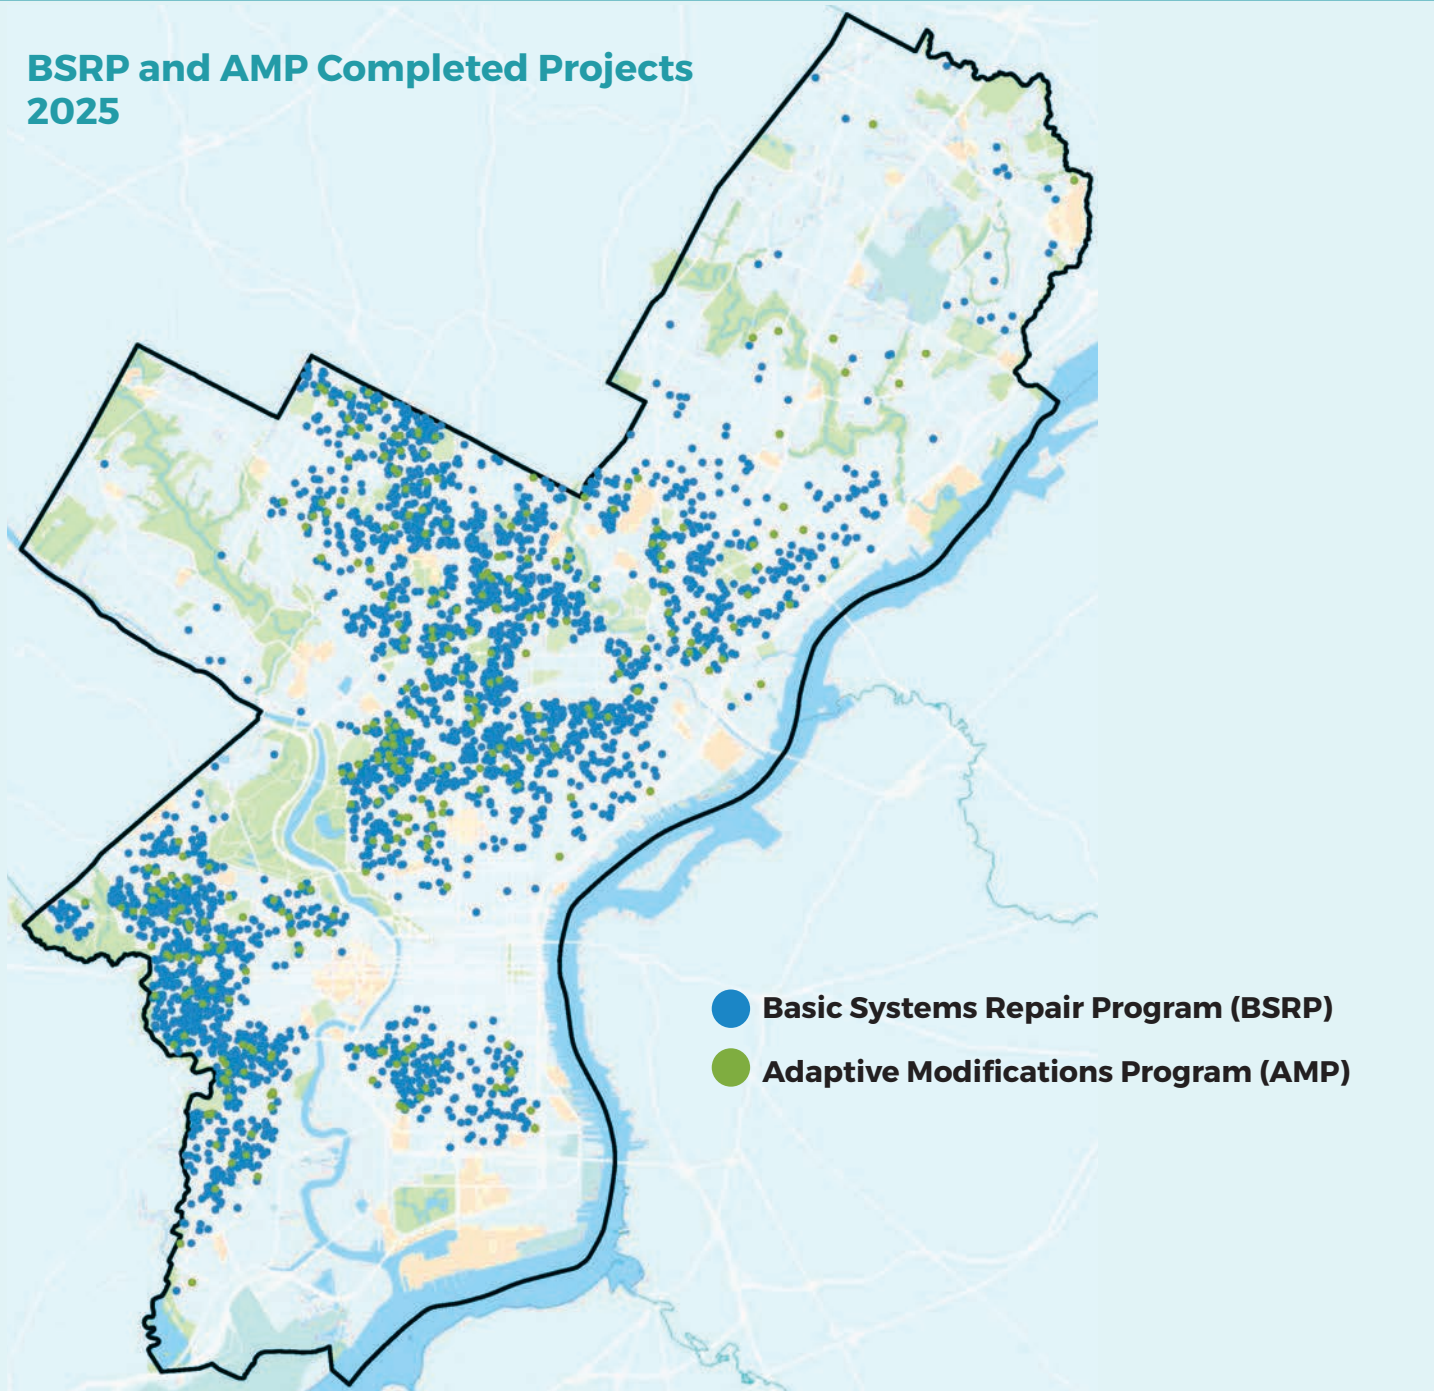 BSRP and AMP Completed Projects
2025
Basic Systems Repair Program (BSRP)
Adaptive Modifications Program (AMP)